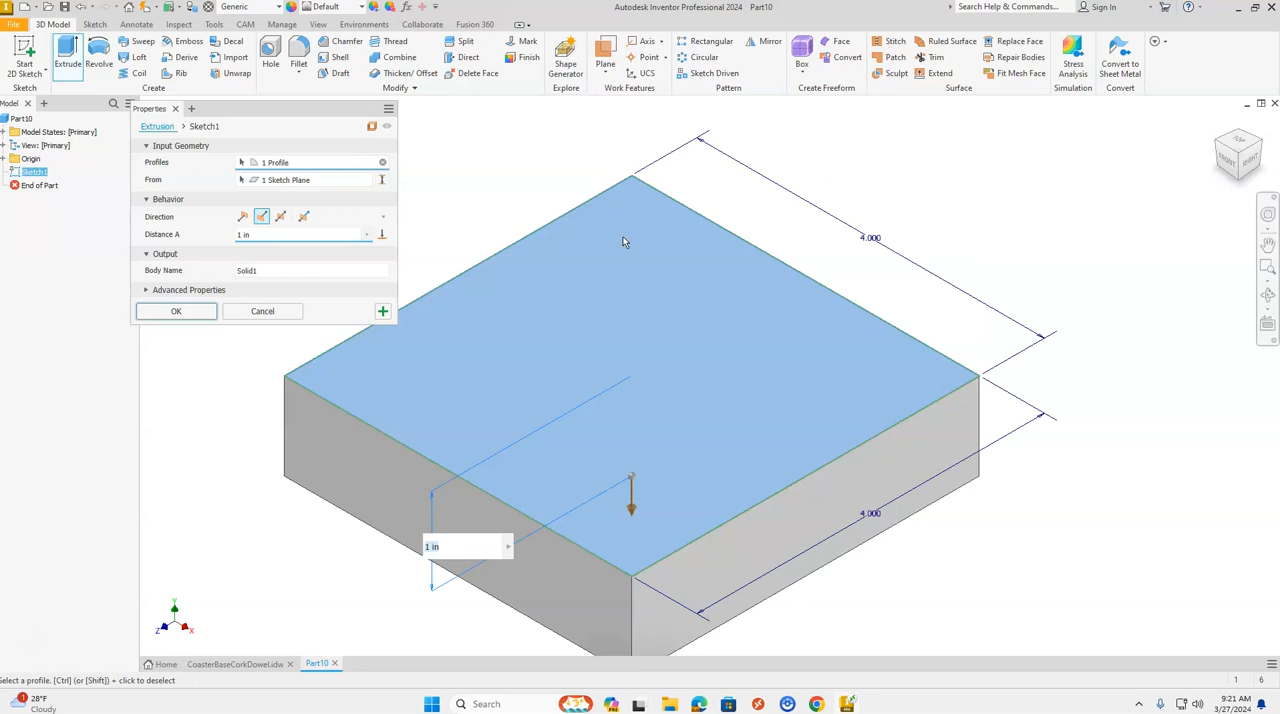 Generic
Default
fx
Autodesk Inventor Professional 2024 Part10
Search Help & Commands...
Sign In
File 3D Model Sketch Annotate Inspect Tools CAM Manage View Environments Collaborate Fusion 360
Start
2D Sketch
Extrude
Revolve
Sweep Emboss Decal
Loft Derive Import
Coil Rib Unwrap
Hole
Fillet
Chamfer Thread Combine
Shell
Draft Thicken/ Offset
Split
Direct
Delete Face
Mark
Finish
Shape
Generator
Plane
Axis
Point
UCS
Rectangular Mirror
Circular
Sketch Driven
Box
Face
Convert
Stitch Ruled Surface Replace Face
Patch Trim Repair Bodies
Sculpt Extend Fit Mesh Face
Stress
Analysis
Convert to
Sheet Metal
Sketch Create Modify Explore Work Features Pattern Create Freeform Surface Simulation Convert
Model
Part10
Model States: [Primary]
View: [Primary]
Origin
Sketch1
End of Part
Properties
Extrusion > Sketch1
Input Geometry
Profiles 1 Profile
From 1 Sketch Plane
Behavior
Direction
Distance A 1 in
Output
Body Name Solid1
Advanced Properties
OK Cancel
TOP
FRONT RIGHT
4.000
4.000
1 in
Y
Z X
Home CoasterBaseCorkDowel.idw Part10
Select a profile. [Ctrl] (or [Shift]) + click to deselect
1 6
1
28°F
Cloudy
Search
9:21 AM
3/27/2024